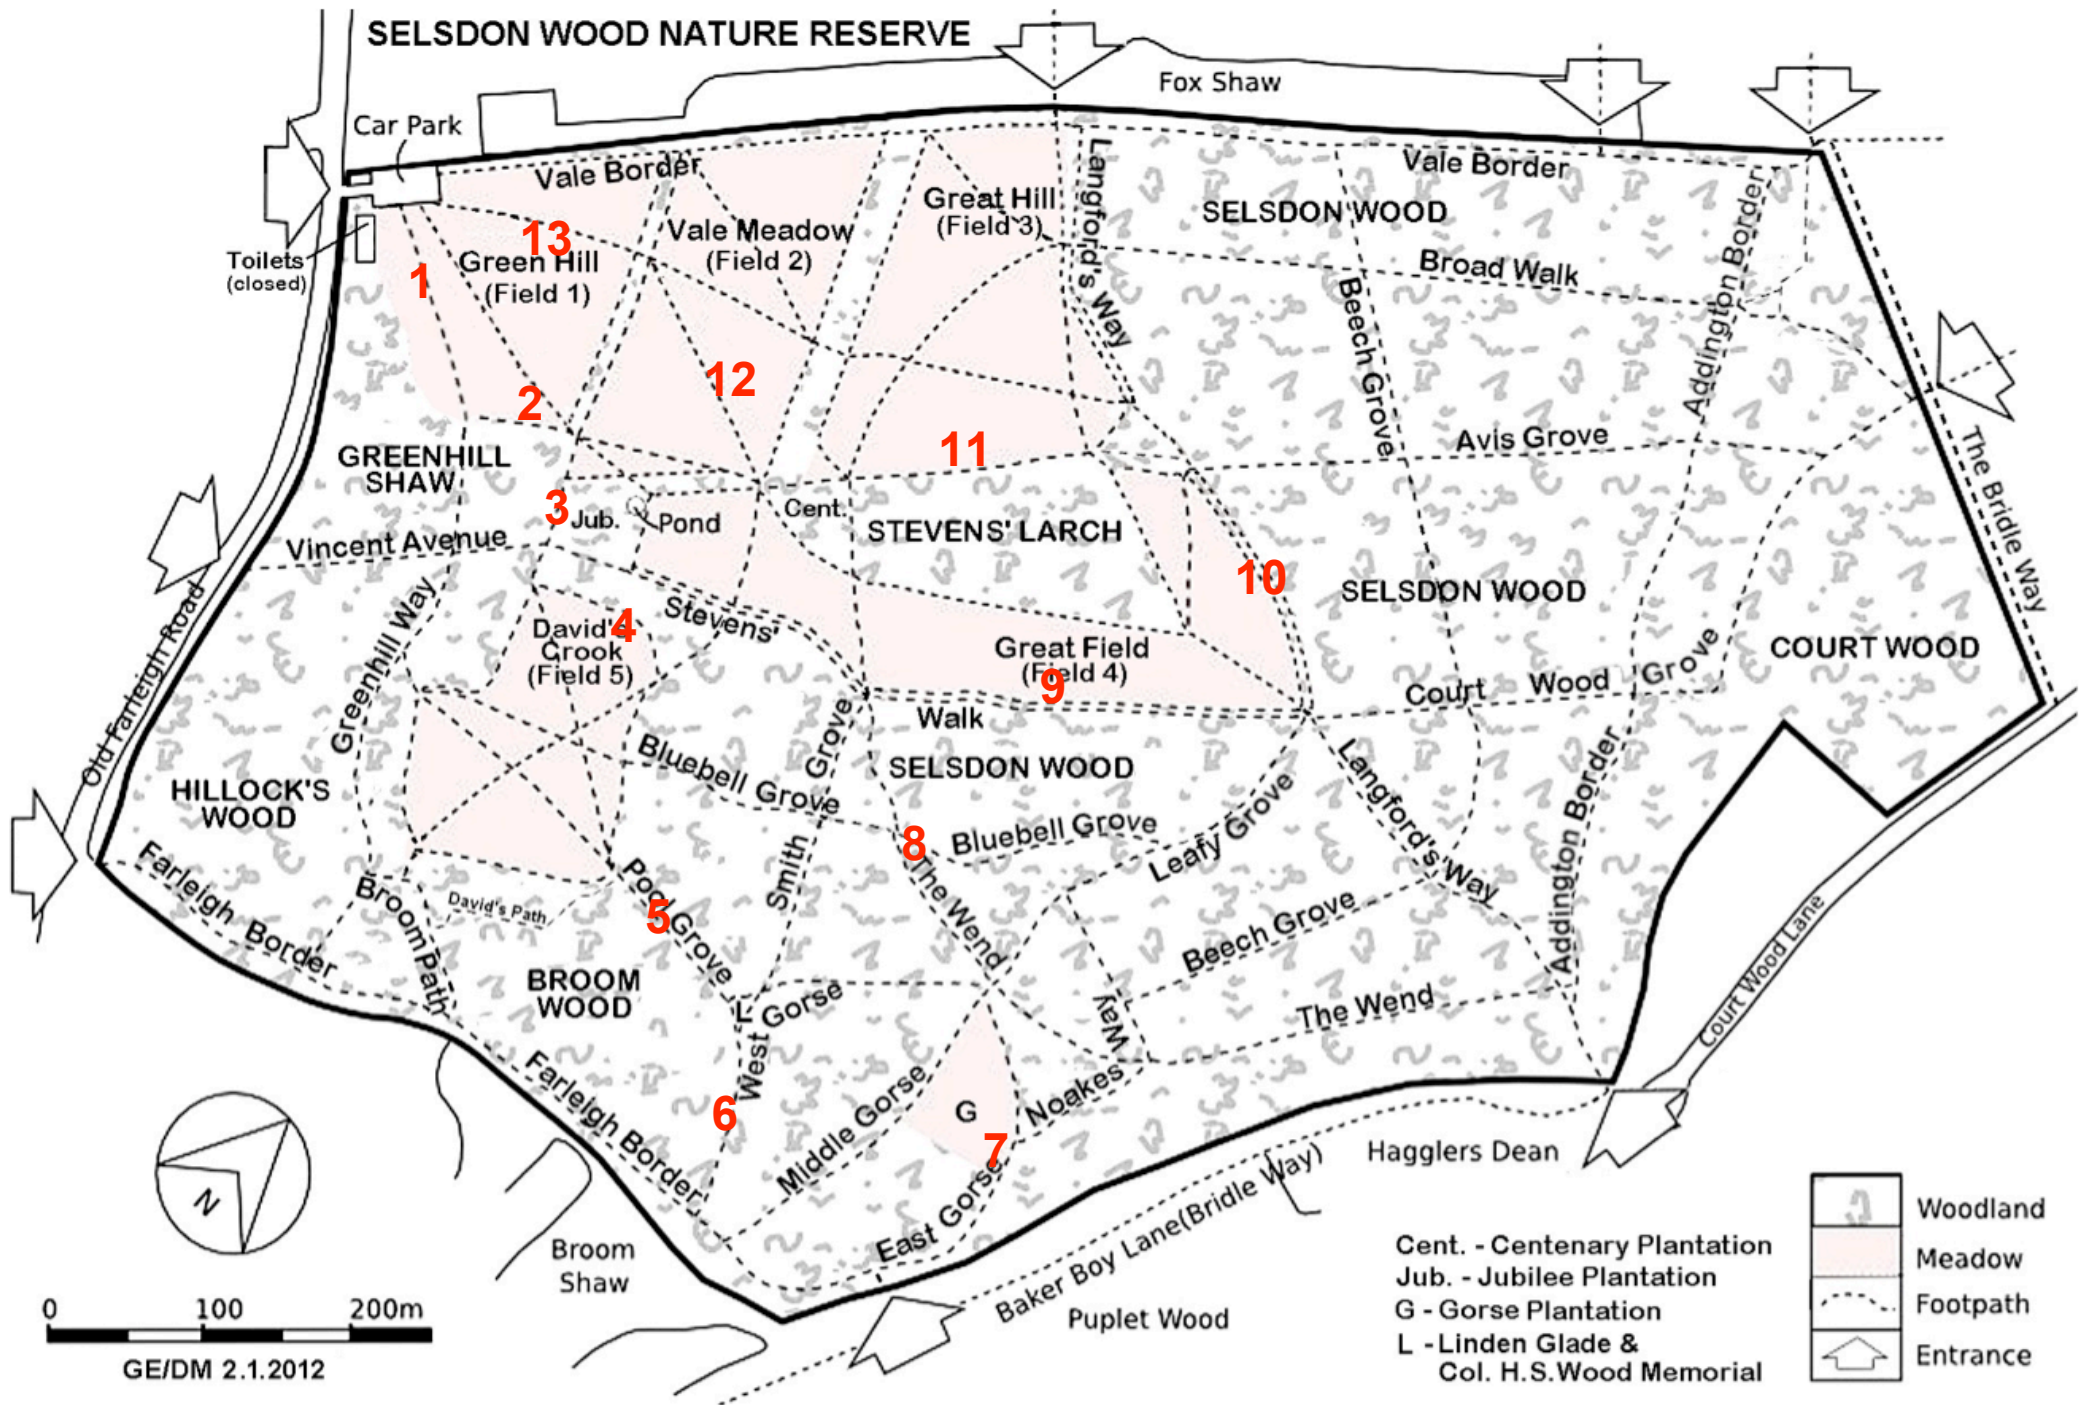 SELSDON WOOD NATURE RESERVE
Fox Shaw
Car Park
Vale Border
Vale Border
Langford's Way
Great Hill
(Field 3)
SELSDON WOOD
Addington Border
13
Vale Meadow
(Field 2)
Toilets
(closed)
1
Green Hill
(Field 1)
Broad Walk
Beech Grove
12
2
11
Avis Grove
The Bridle Way
GREENHILL
SHAW
3
Jub.
Pond
Cent.
STEVENS' LARCH
Vincent Avenue
10
SELSDON WOOD
Old Farleigh Road
Greenhill Way
4
David's
Crook
(Field 5)
Stevens'
Great Field
(Field 4)
9
Court Wood Grove
COURT WOOD
Walk
Bluebell Grove
Smith Grove
SELSDON WOOD
HILLOCK'S
WOOD
Langford's Way
Addington Border
8
Bluebell Grove
Leafy Grove
Farleigh Border
Broom Path
David's Path
5
Pool Grove
The Wend
Beech Grove
Court Wood Lane
BROOM
WOOD
L
West Gorse
Way
The Wend
Farleigh Border
6
Middle Gorse
G
Noakes
7
East Gorse
N
Hagglers Dean
Baker Boy Lane(Bridle Way)
Broom
Shaw
Puplet Wood
0 100 200m
GE/DM 2.1.2012
Cent. - Centenary Plantation
Jub. - Jubilee Plantation
G - Gorse Plantation
L - Linden Glade &
Col. H.S.Wood Memorial
Woodland
Meadow
Footpath
Entrance